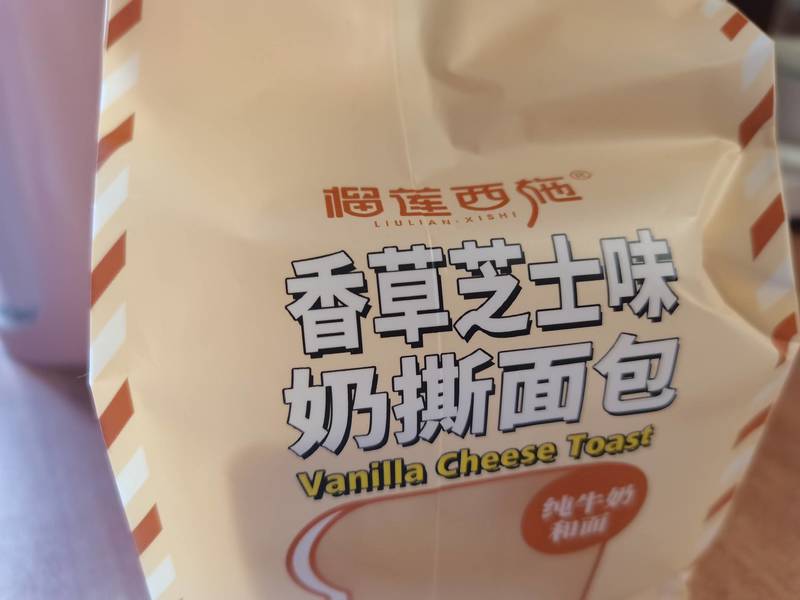 榴莲西施®
LIULIAN·XISHI
香草芝士味
奶撕面包
Vanilla Cheese Toast
纯牛奶
和面